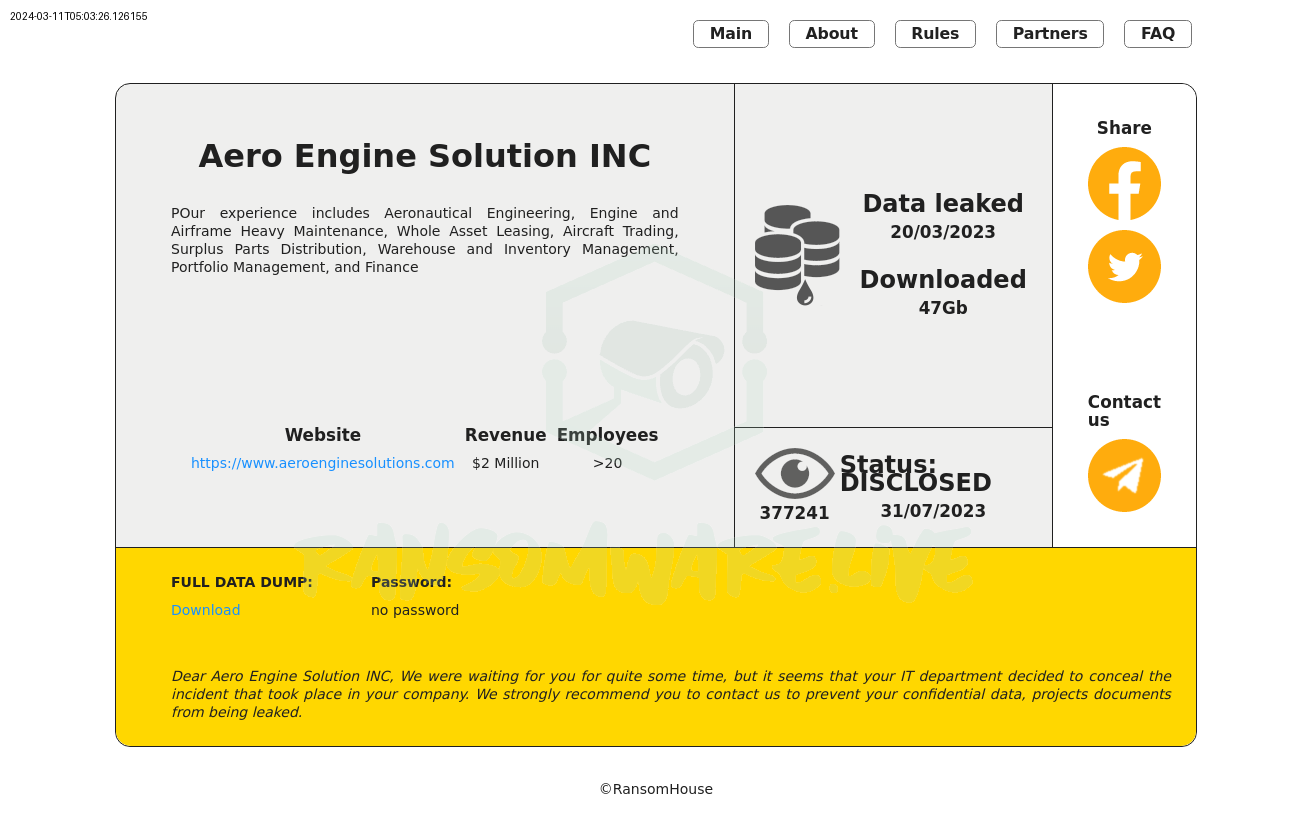 2024-03-11T05:03:26.126155
Main About Rules Partners FAQ
Aero Engine Solution INC
POur experience includes Aeronautical Engineering, Engine and
Airframe Heavy Maintenance, Whole Asset Leasing, Aircraft Trading,
Surplus Parts Distribution, Warehouse and Inventory Management,
Portfolio Management, and Finance
Website Revenue Employees
https://www.aeroenginesolutions.com $2 Million >20
Data leaked
20/03/2023
Downloaded
47Gb
Status:
DISCLOSED
377241 31/07/2023
Share
Contact
us
RANSOMWARE.LIVE
FULL DATA DUMP: Password:
Download no password
Dear Aero Engine Solution INC, We were waiting for you for quite some time, but it seems that your IT department decided to conceal the
incident that took place in your company. We strongly recommend you to contact us to prevent your confidential data, projects documents
from being leaked.
©RansomHouse